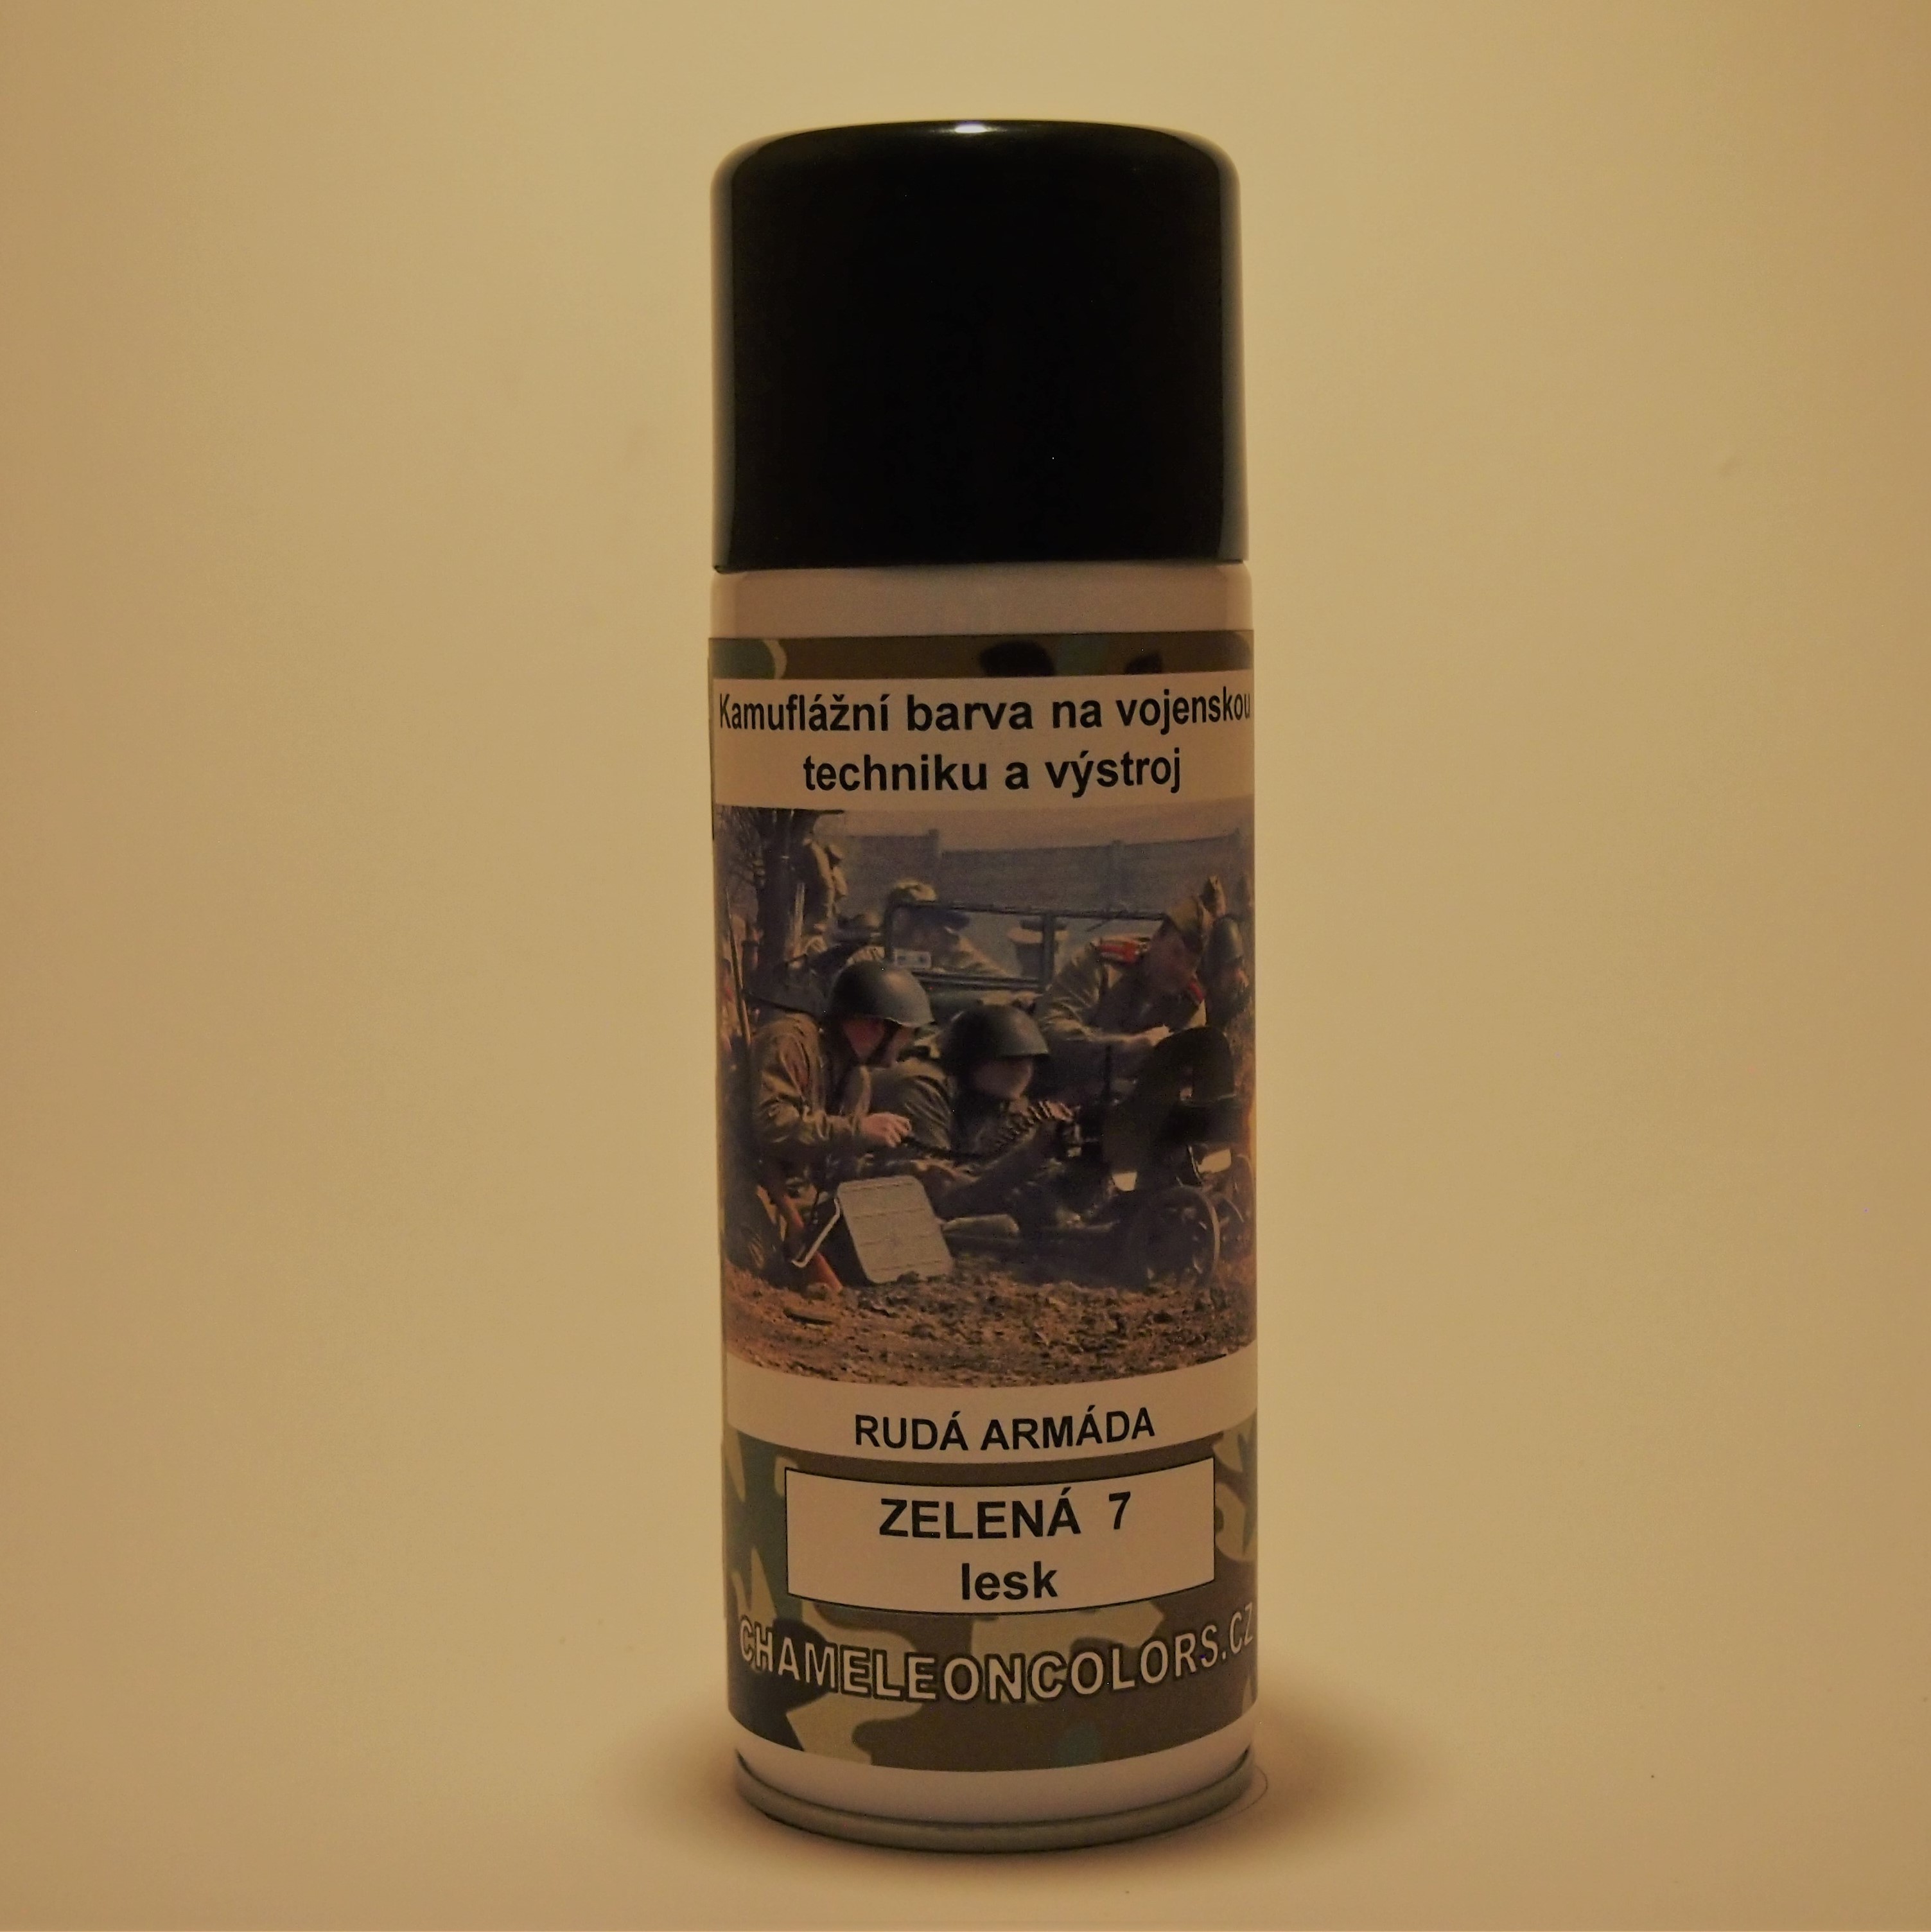 Kamuflážní barva na vojenskou
techniku a výstroj
RUDÁ ARMÁDA
ZELENÁ 7
lesk
CHAMELEONCOLORS.CZ